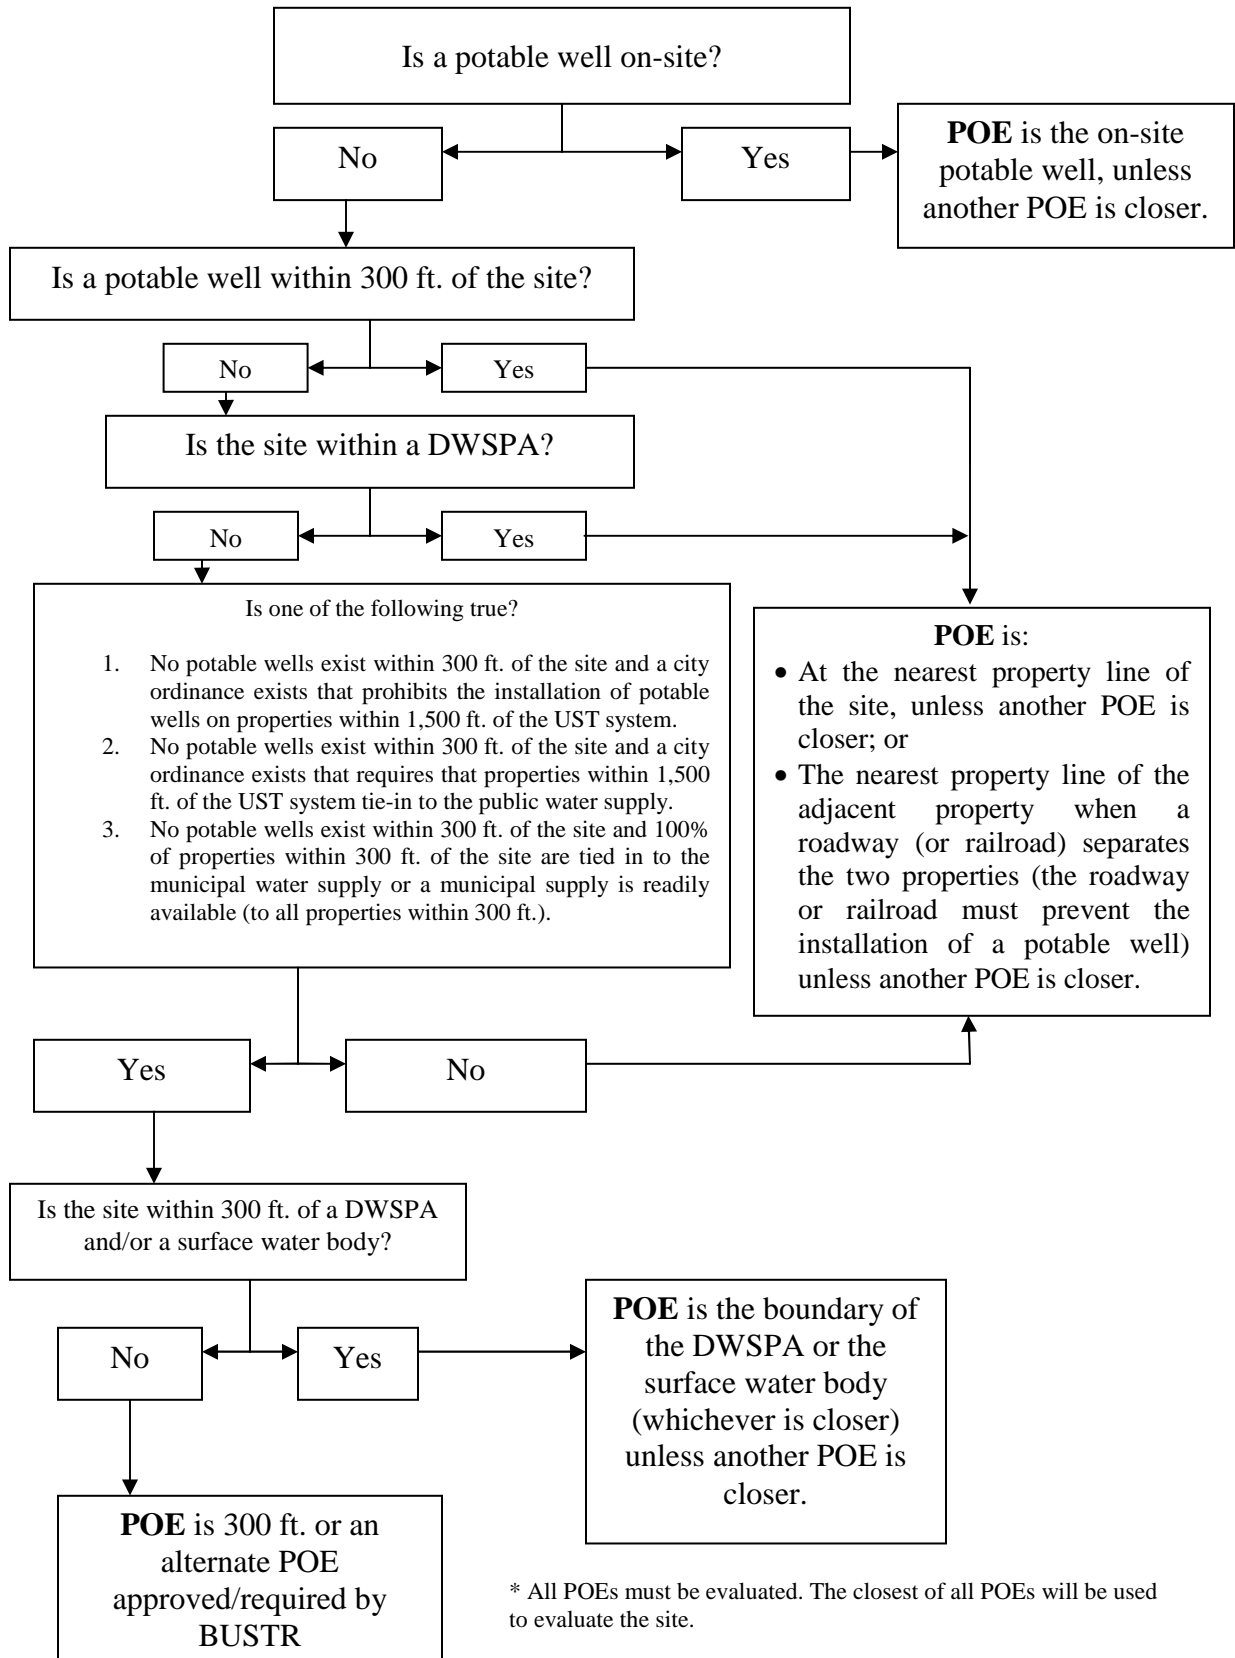 Is a potable well on-site?
No
Yes
POE is the on-site
potable well, unless
another POE is closer.
Is a potable well within 300 ft. of the site?
No
Yes
Is the site within a DWSPA?
No
Yes
Is one of the following true?
1. No potable wells exist within 300 ft. of the site and a city
ordinance exists that prohibits the installation of potable
wells on properties within 1,500 ft. of the UST system.
2. No potable wells exist within 300 ft. of the site and a city
ordinance exists that requires that properties within 1,500
ft. of the UST system tie-in to the public water supply.
3. No potable wells exist within 300 ft. of the site and 100%
of properties within 300 ft. of the site are tied in to the
municipal water supply or a municipal supply is readily
available (to all properties within 300 ft.).
POE is:
• At the nearest property line of
the site, unless another POE is
closer; or
• The nearest property line of the
adjacent property when a
roadway (or railroad) separates
the two properties (the roadway
or railroad must prevent the
installation of a potable well)
unless another POE is closer.
Yes
No
Is the site within 300 ft. of a DWSPA
and/or a surface water body?
No
Yes
POE is the boundary of
the DWSPA or the
surface water body
(whichever is closer)
unless another POE is
closer.
POE is 300 ft. or an
alternate POE
approved/required by
BUSTR
* All POEs must be evaluated. The closest of all POEs will be used
to evaluate the site.